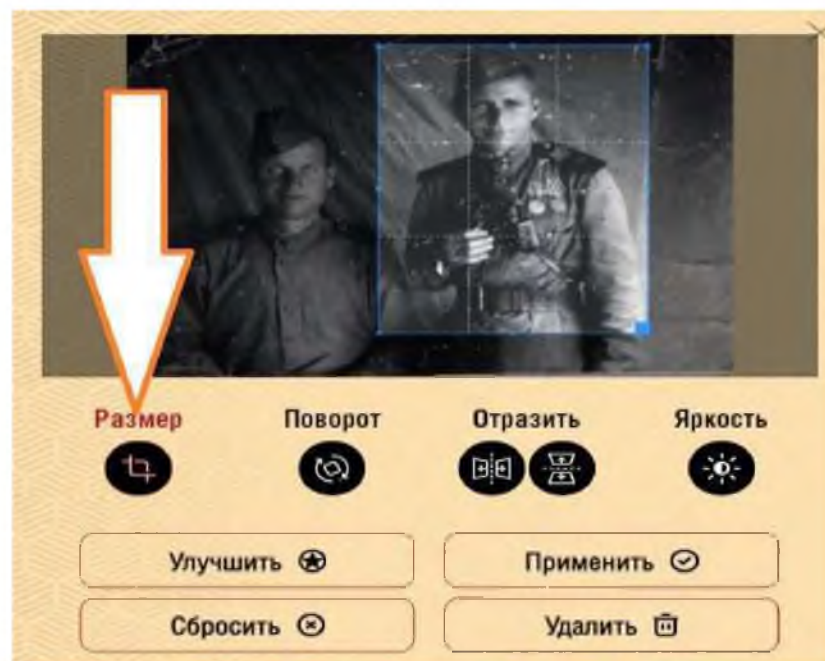 Размер Поворот Отразить Яркость
Улучшить Применить
Сбросить Удалить